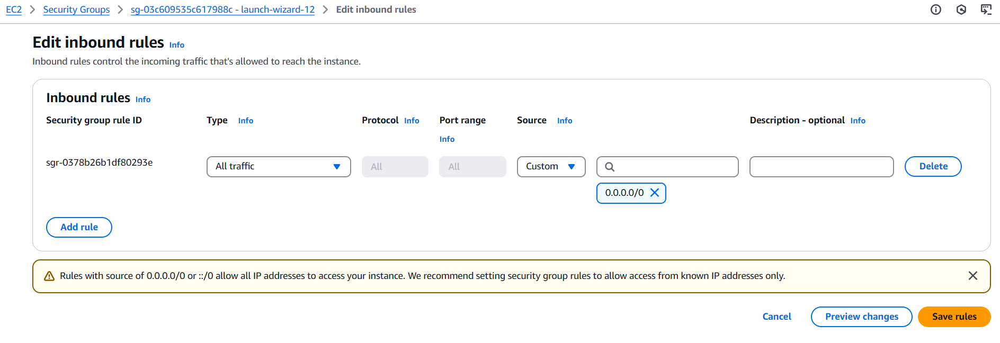 EC2 > Security Groups > sg-03c609535c617988c - launch-wizard-12 > Edit inbound rules
Edit inbound rules Info
Inbound rules control the incoming traffic that's allowed to reach the instance.
Inbound rules Info
Security group rule ID Type Info Protocol Info Port range Info Source Info Description - optional Info
sgr-0378b26b1df80293e All traffic All All Custom Delete
0.0.0.0/0
Add rule
Rules with source of 0.0.0.0/0 or ::/0 allow all IP addresses to access your instance. We recommend setting security group rules to allow access from known IP addresses only.
Cancel Preview changes Save rules